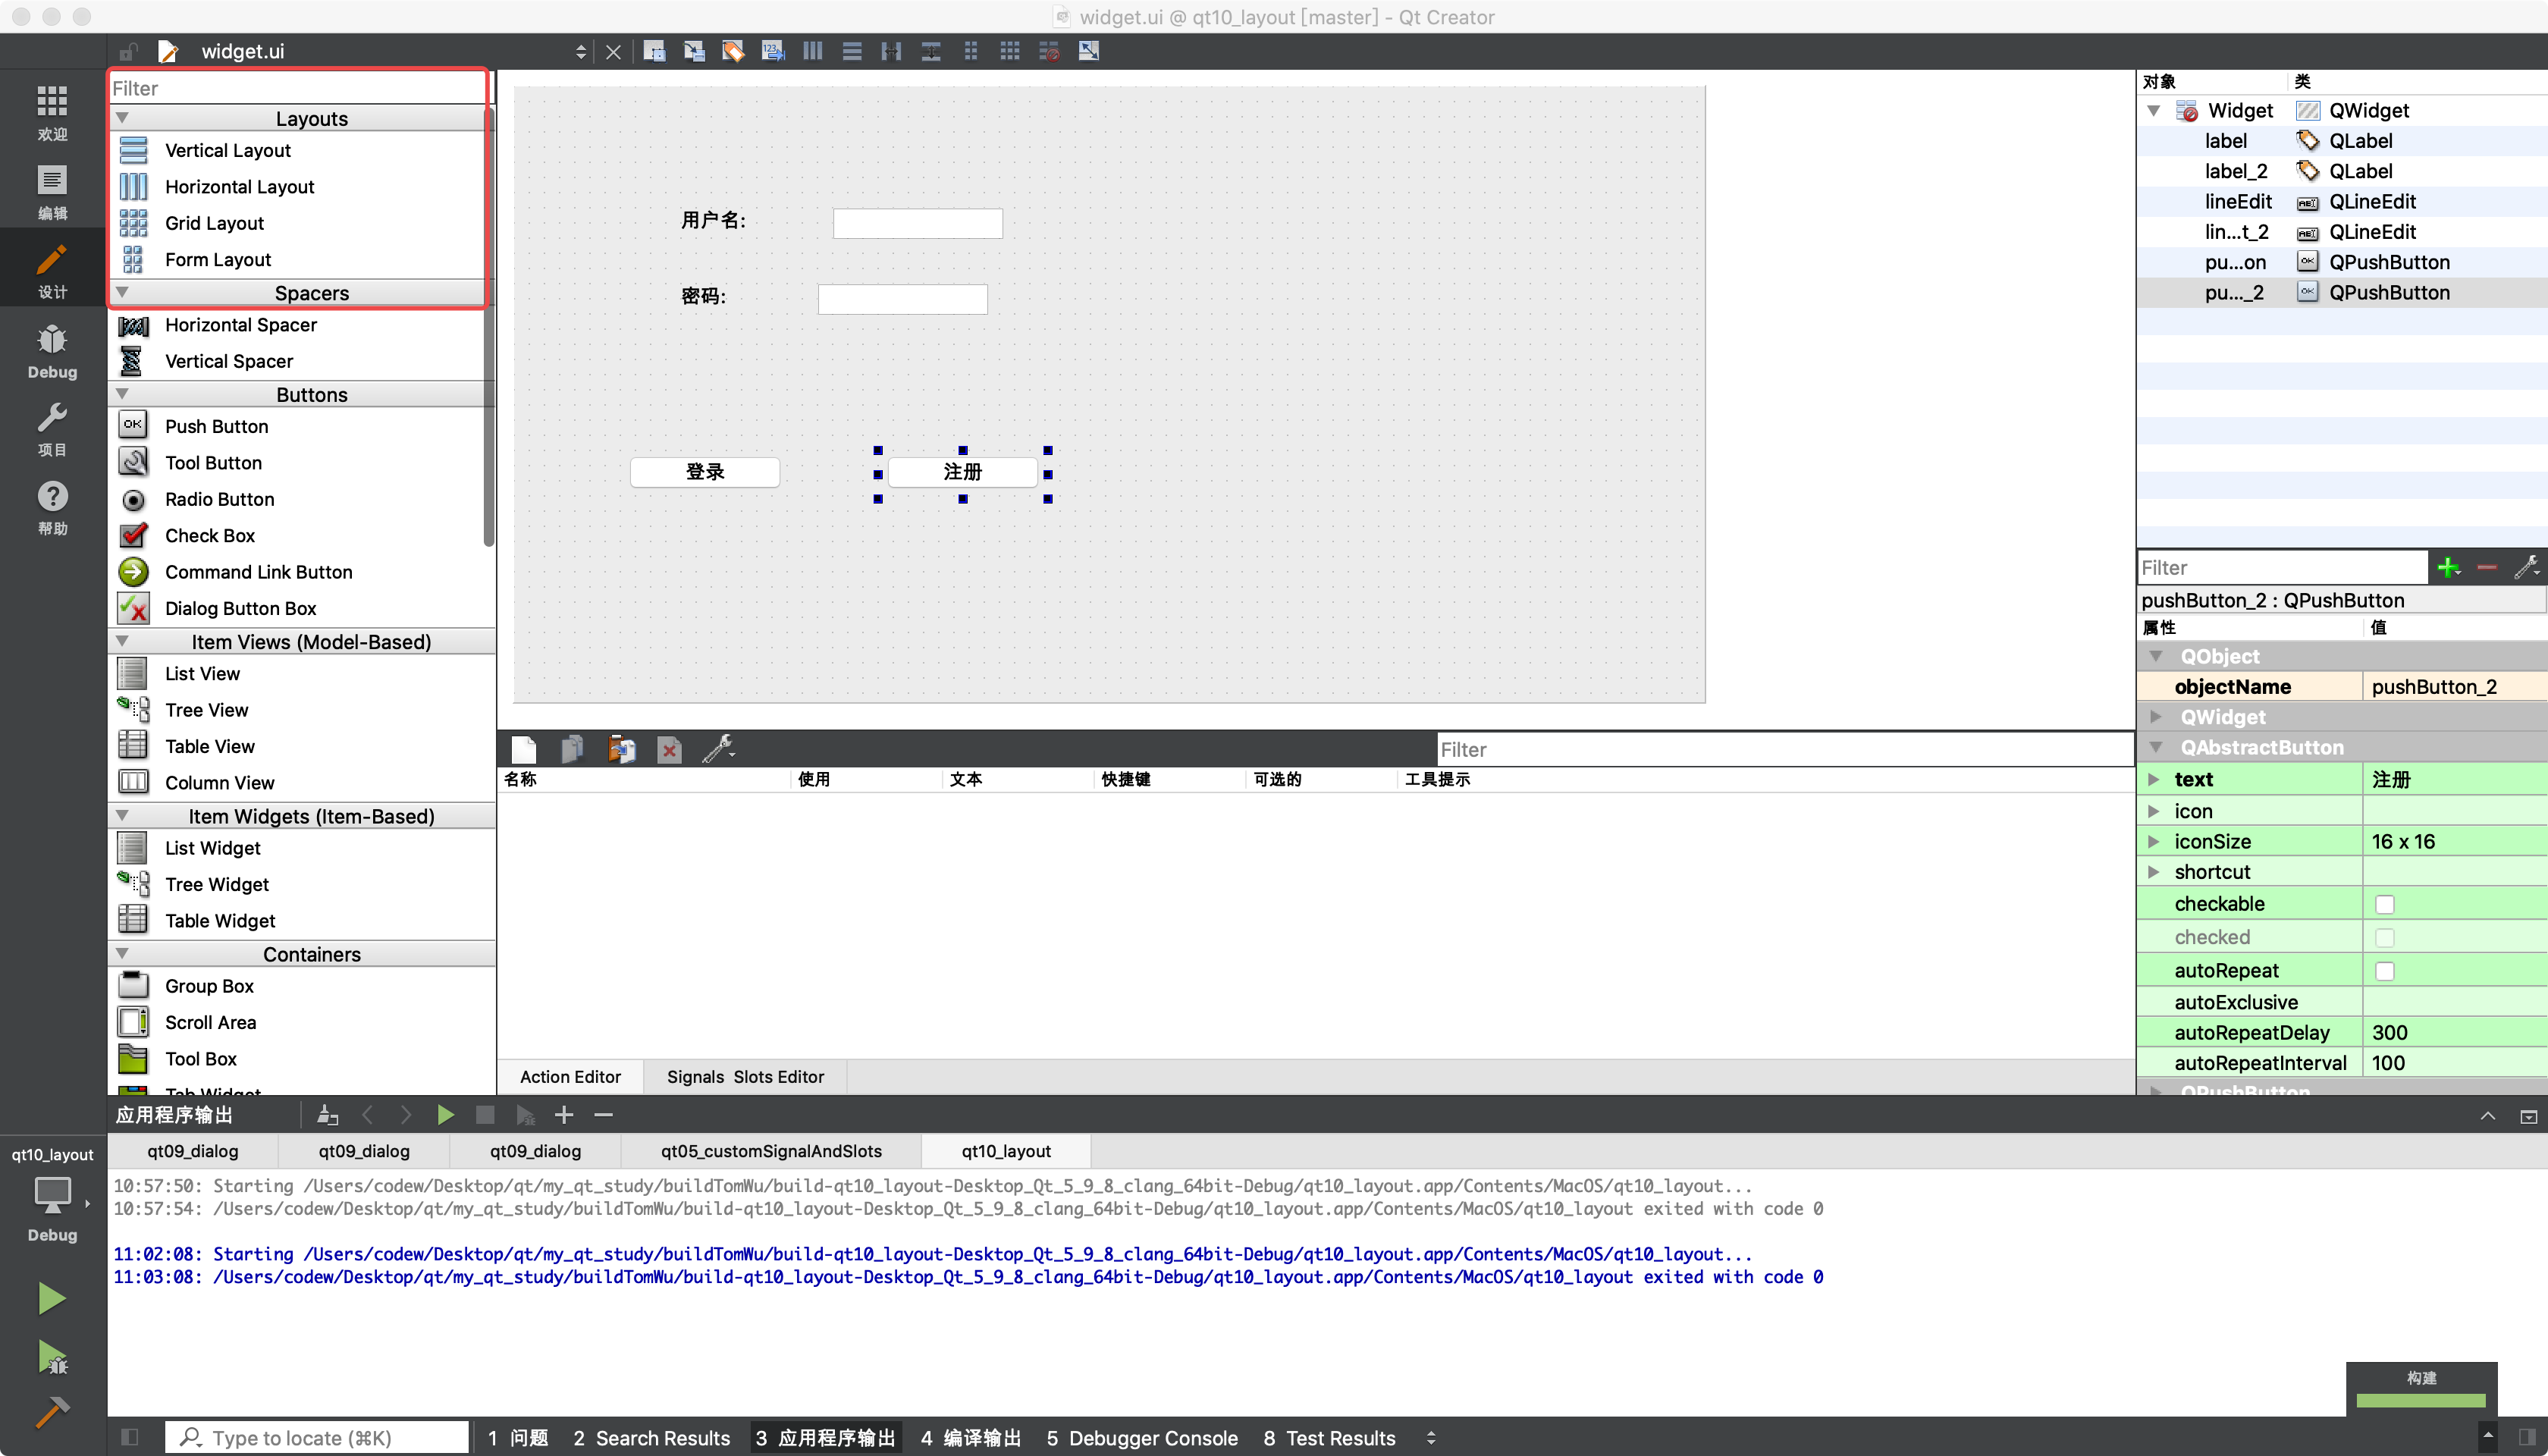 widget.ui @ qt10_layout [master] - Qt Creator
widget.ui
欢迎
编辑
设计
Debug
项目
帮助
Filter
Layouts
Vertical Layout
Horizontal Layout
Grid Layout
Form Layout
Spacers
Horizontal Spacer
Vertical Spacer
Buttons
Push Button
Tool Button
Radio Button
Check Box
Command Link Button
Dialog Button Box
Item Views (Model-Based)
List View
Tree View
Table View
Column View
Item Widgets (Item-Based)
List Widget
Tree Widget
Table Widget
Containers
Group Box
Scroll Area
Tool Box
Tab Widget
用户名:
密码:
登录 注册
Filter
名称 使用 文本 快捷键 可选的 工具提示
Action Editor Signals Slots Editor
对象 类
Widget QWidget
label QLabel
label_2 QLabel
lineEdit QLineEdit
lin...t_2 QLineEdit
pu...on QPushButton
pu..._2 QPushButton
Filter
pushButton_2 : QPushButton
属性 值
QObject
objectName pushButton_2
QWidget
QAbstractButton
text 注册
icon
iconSize 16 x 16
shortcut
checkable
checked
autoRepeat
autoExclusive
autoRepeatDelay 300
autoRepeatInterval 100
QPushButton
应用程序输出
qt09_dialog qt09_dialog qt09_dialog qt05_customSignalAndSlots qt10_layout
10:57:50: Starting /Users/codew/Desktop/qt/my_qt_study/buildTomWu/build-qt10_layout-Desktop_Qt_5_9_8_clang_64bit-Debug/qt10_layout.app/Contents/MacOS/qt10_layout...
10:57:54: /Users/codew/Desktop/qt/my_qt_study/buildTomWu/build-qt10_layout-Desktop_Qt_5_9_8_clang_64bit-Debug/qt10_layout.app/Contents/MacOS/qt10_layout exited with code 0
11:02:08: Starting /Users/codew/Desktop/qt/my_qt_study/buildTomWu/build-qt10_layout-Desktop_Qt_5_9_8_clang_64bit-Debug/qt10_layout.app/Contents/MacOS/qt10_layout...
11:03:08: /Users/codew/Desktop/qt/my_qt_study/buildTomWu/build-qt10_layout-Desktop_Qt_5_9_8_clang_64bit-Debug/qt10_layout.app/Contents/MacOS/qt10_layout exited with code 0
qt10_layout
Debug
构建
Type to locate (⌘K) 1 问题 2 Search Results 3 应用程序输出 4 编译输出 5 Debugger Console 8 Test Results